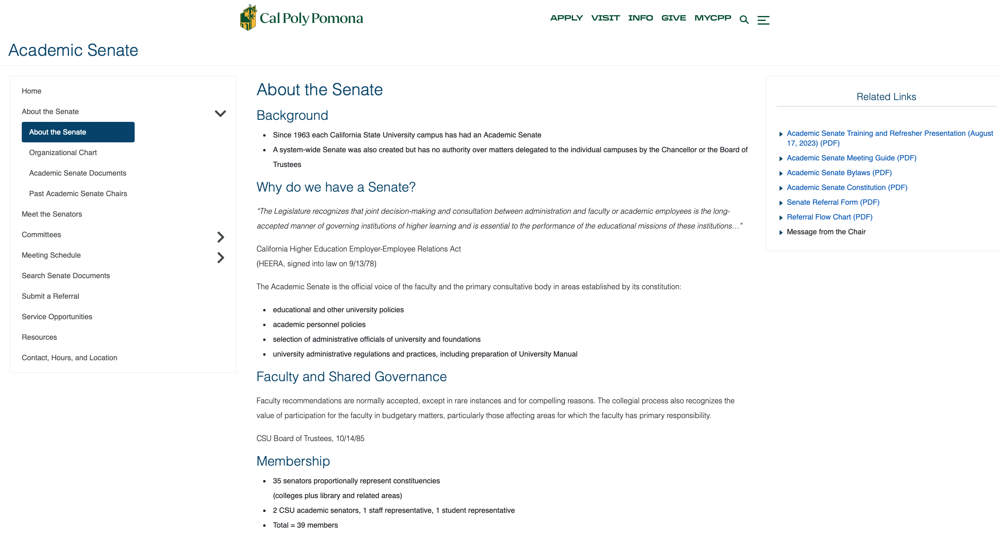 Cal Poly Pomona
APPLY VISIT INFO GIVE MYCPP
Academic Senate
Home
About the Senate
About the Senate
Organizational Chart
Academic Senate Documents
Past Academic Senate Chairs
Meet the Senators
Committees
Meeting Schedule
Search Senate Documents
Submit a Referral
Service Opportunities
Resources
Contact, Hours, and Location
About the Senate
Background
• Since 1963 each California State University campus has had an Academic Senate
• A system-wide Senate was also created but has no authority over matters delegated to the individual campuses by the Chancellor or the Board of
Trustees
Why do we have a Senate?
“The Legislature recognizes that joint decision-making and consultation between administration and faculty or academic employees is the long-
accepted manner of governing institutions of higher learning and is essential to the performance of the educational missions of these institutions…”
California Higher Education Employer-Employee Relations Act
(HEERA, signed into law on 9/13/78)
The Academic Senate is the official voice of the faculty and the primary consultative body in areas established by its constitution:
• educational and other university policies
• academic personnel policies
• selection of administrative officials of university and foundations
• university administrative regulations and practices, including preparation of University Manual
Faculty and Shared Governance
Faculty recommendations are normally accepted, except in rare instances and for compelling reasons. The collegial process also recognizes the
value of participation for the faculty in budgetary matters, particularly those affecting areas for which the faculty has primary responsibility.
CSU Board of Trustees, 10/14/85
Membership
• 35 senators proportionally represent constituencies
(colleges plus library and related areas)
• 2 CSU academic senators, 1 staff representative, 1 student representative
• Total = 39 members
Related Links
Academic Senate Training and Refresher Presentation (August
17, 2023) (PDF)
Academic Senate Meeting Guide (PDF)
Academic Senate Bylaws (PDF)
Academic Senate Constitution (PDF)
Senate Referral Form (PDF)
Referral Flow Chart (PDF)
Message from the Chair